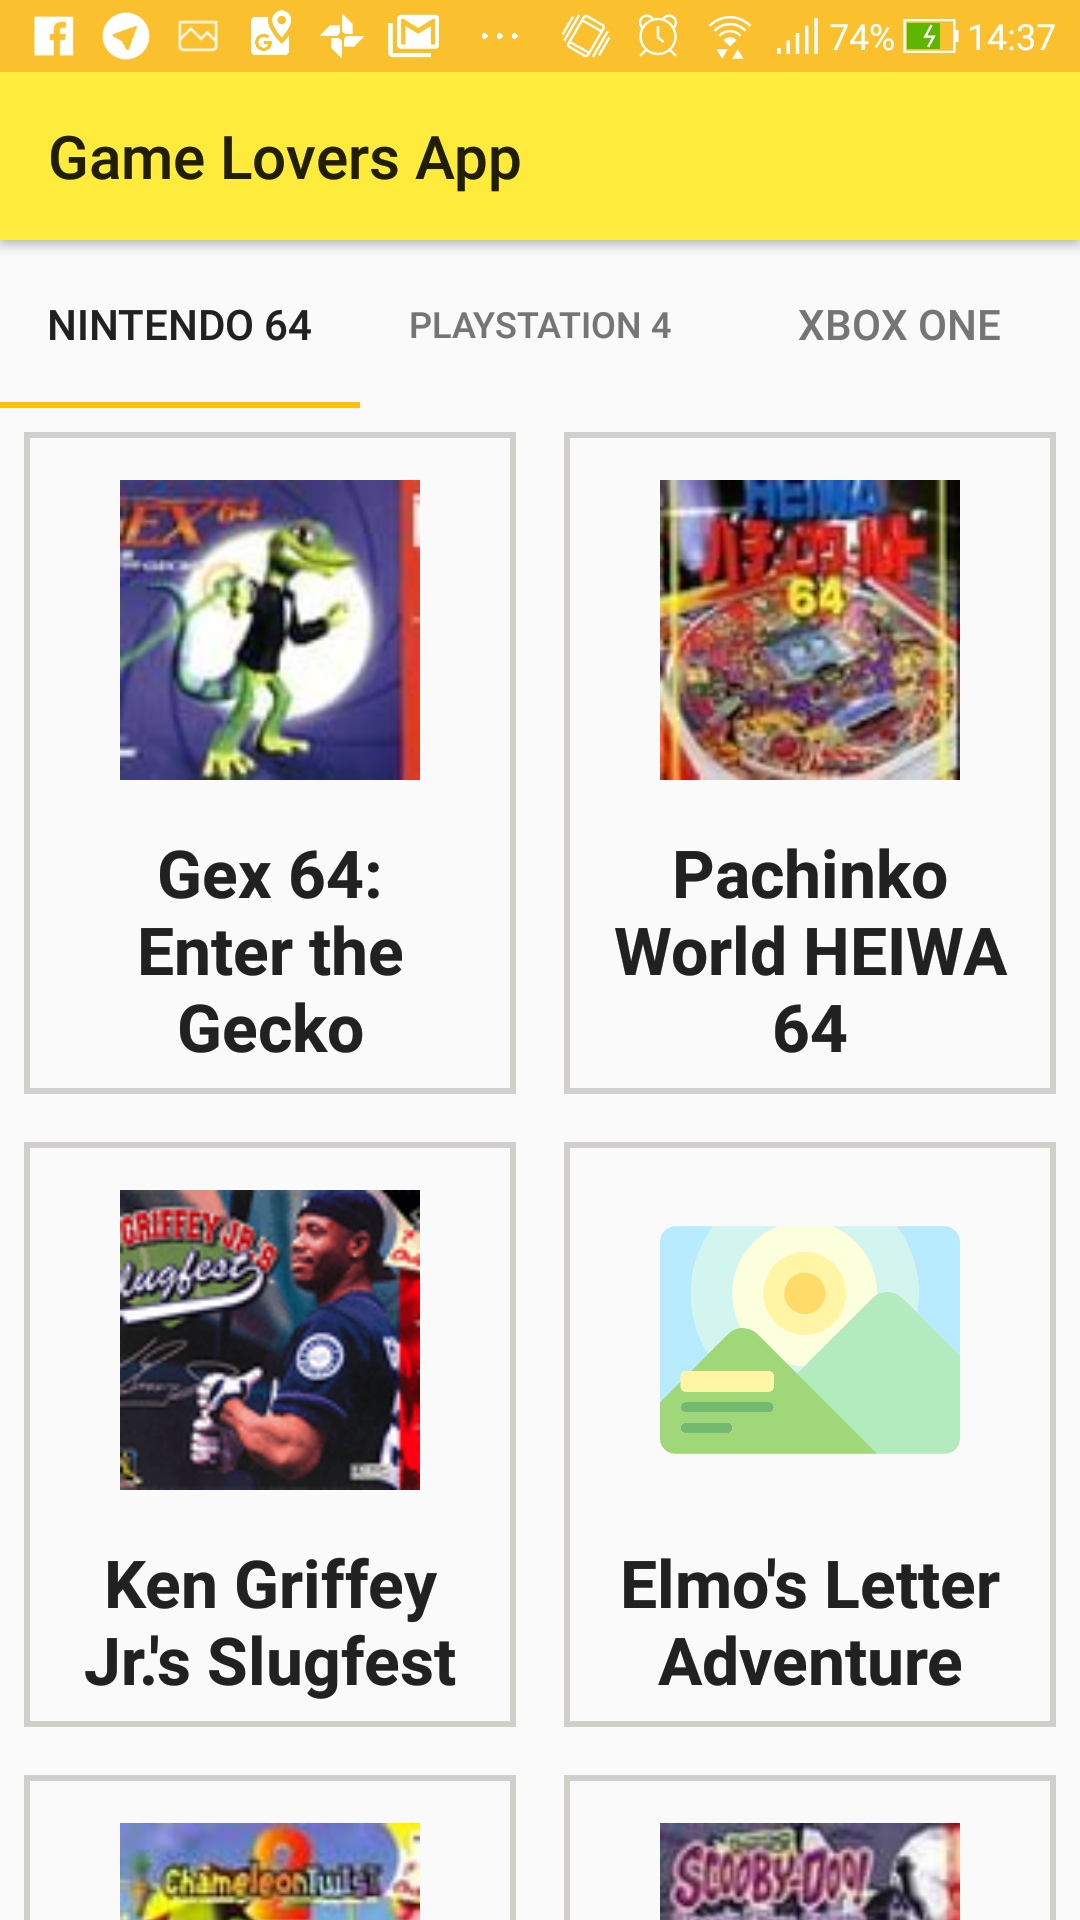 74% 14:37
Game Lovers App
NINTENDO 64 PLAYSTATION 4 XBOX ONE
GEX 64
HEIWA
パチンコワールド
64
Gex 64:
Enter the
Gecko
Pachinko
World HEIWA
64
GRIFFEY JR.'S
Slugfest
Ken Griffey
Jr.'s Slugfest
Elmo's Letter
Adventure
Chameleon Twist
2
SCOOBY-DOO!